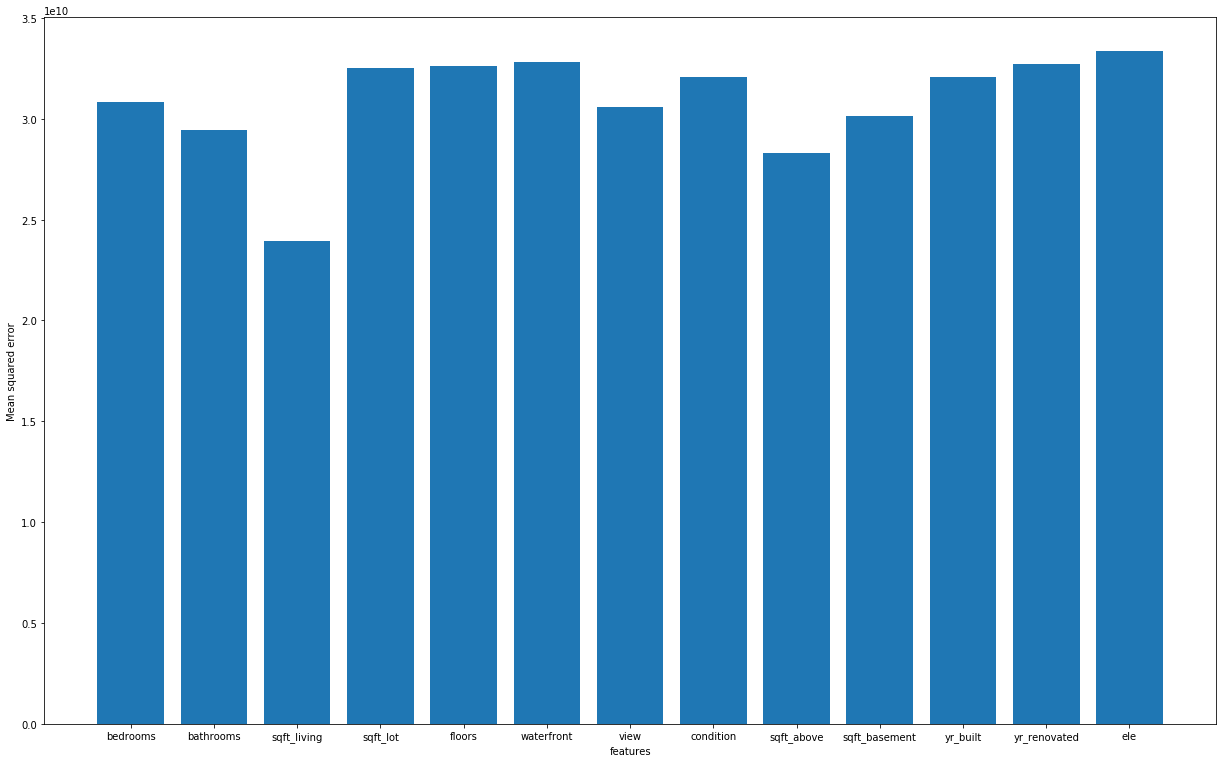 1e10
3.5
3.0
2.5
2.0
1.5
1.0
0.5
0.0
Mean squared error
bedrooms bathrooms sqft_living sqft_lot floors waterfront view condition sqft_above sqft_basement yr_built yr_renovated ele
features